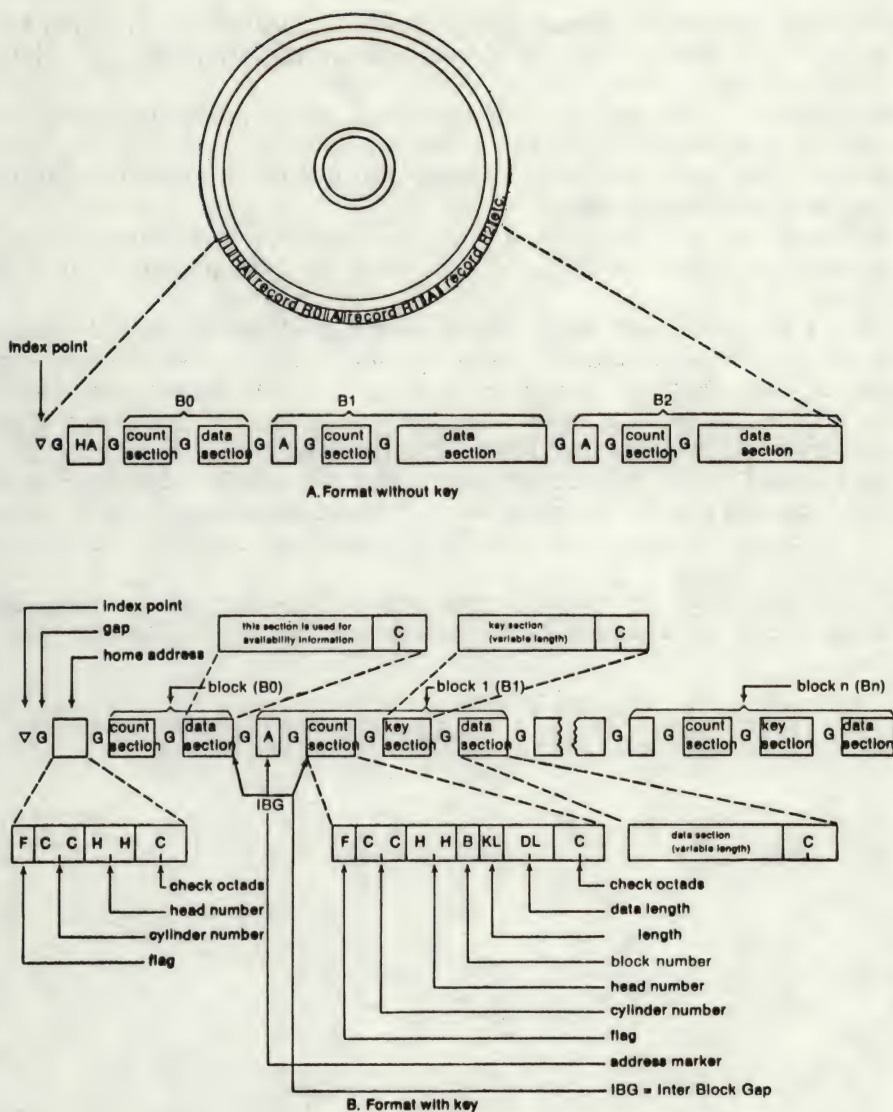 HA record R0 A record R1 A record R2 etc.
index point
B0 B1 B2
G HA G count section G data section G A G count section G data section G A G count section G data section
A. Format without key
index point
gap
home address
this section is used for availability information C
key section (variable length) C
block (B0)
block 1 (B1)
block n (Bn)
G G count section G data section G A G count section G key section G data section G G count section G key section G data section
IBG
F C C H H C
F C C H H B KL DL C
data section (variable length) C
check octads
head number
cylinder number
flag
check octads
data length
length
block number
head number
cylinder number
flag
address marker
IBG = Inter Block Gap
B. Format with key